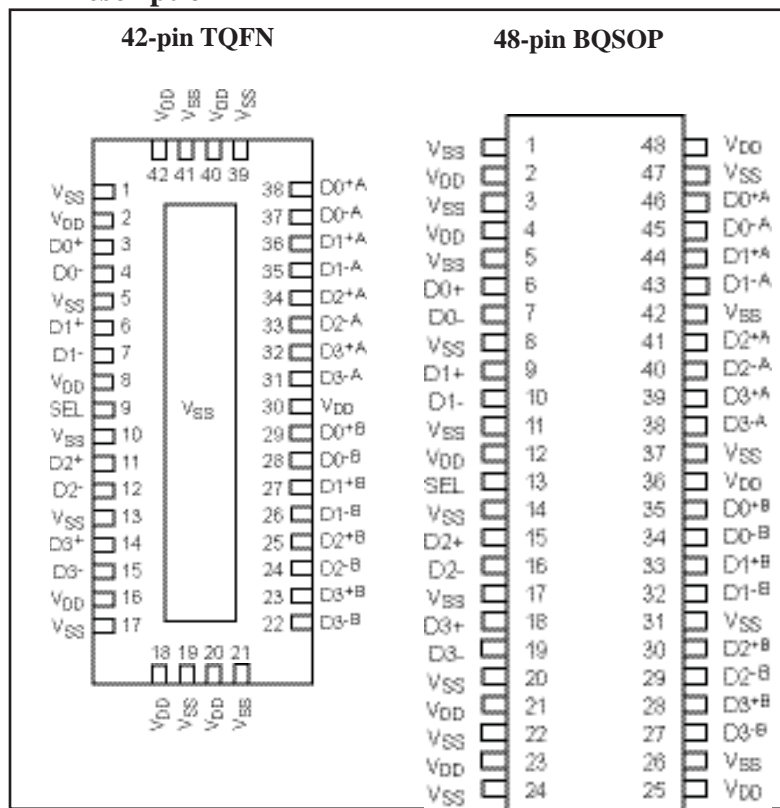 42-pin TQFN
VDD VSS VDD VSS
42 41 40 39
VSS 1
VDD 2
D0+ 3
D0- 4
VSS 5
D1+ 6
D1- 7
VDD 8
SEL 9
VSS 10
D2+ 11
D2- 12
VSS 13
D3+ 14
D3- 15
VDD 16
VSS 17
VSS
38 D0+A
37 D0-A
36 D1+A
35 D1-A
34 D2+A
33 D2-A
32 D3+A
31 D3-A
30 VDD
29 D0+B
28 D0-B
27 D1+B
26 D1-B
25 D2+B
24 D2-B
23 D3+B
22 D3-B
18 19 20 21
VDD VSS VDD VSS
48-pin BQSOP
VSS 1 48 VDD
VDD 2 47 VSS
VSS 3 46 D0+A
VDD 4 45 D0-A
VSS 5 44 D1+A
D0+ 6 43 D1-A
D0- 7 42 VSS
VSS 8 41 D2+A
D1+ 9 40 D2-A
D1- 10 39 D3+A
VSS 11 38 D3-A
VDD 12 37 VSS
SEL 13 36 VDD
VSS 14 35 D0+B
D2+ 15 34 D0-B
D2- 16 33 D1+B
VSS 17 32 D1-B
D3+ 18 31 VSS
D3- 19 30 D2+B
VSS 20 29 D2-B
VDD 21 28 D3+B
VSS 22 27 D3-B
VDD 23 26 VSS
VSS 24 25 VDD